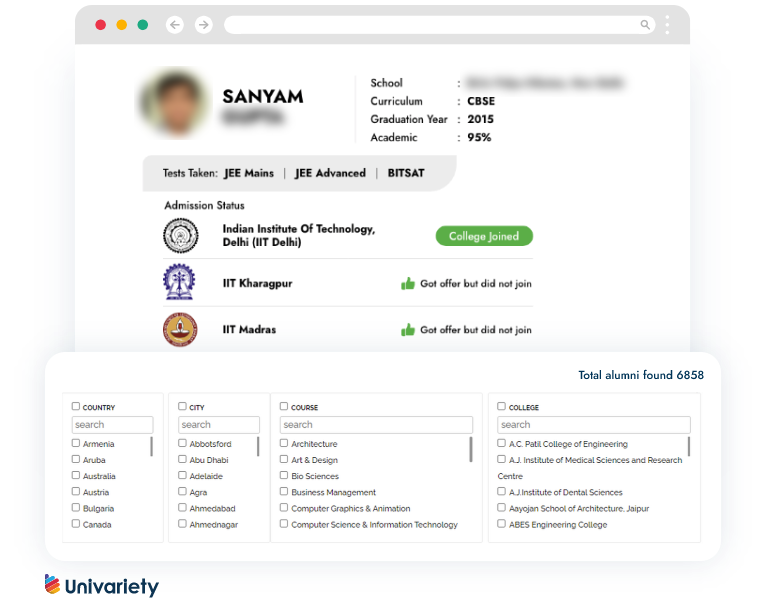 SANYAM
School :
Curriculum : CBSE
Graduation Year : 2015
Academic : 95%
Tests Taken: JEE Mains | JEE Advanced | BITSAT
Admission Status
Indian Institute Of Technology,
Delhi (IIT Delhi)
College Joined
IIT Kharagpur
Got offer but did not join
IIT Madras
Got offer but did not join
Total alumni found 6858
COUNTRY
search
Armenia
Aruba
Australia
Austria
Bulgaria
Canada
CITY
search
Abbotsford
Abu Dhabi
Adelaide
Agra
Ahmedabad
Ahmednagar
COURSE
search
Architecture
Art & Design
Bio Sciences
Business Management
Computer Graphics & Animation
Computer Science & Information Technology
COLLEGE
search
A.C. Patil College of Engineering
A.J. Institute of Medical Sciences and Research
Centre
A.J.Institute of Dental Sciences
Aayojan School of Architecture, Jaipur
ABES Engineering College
Univariety